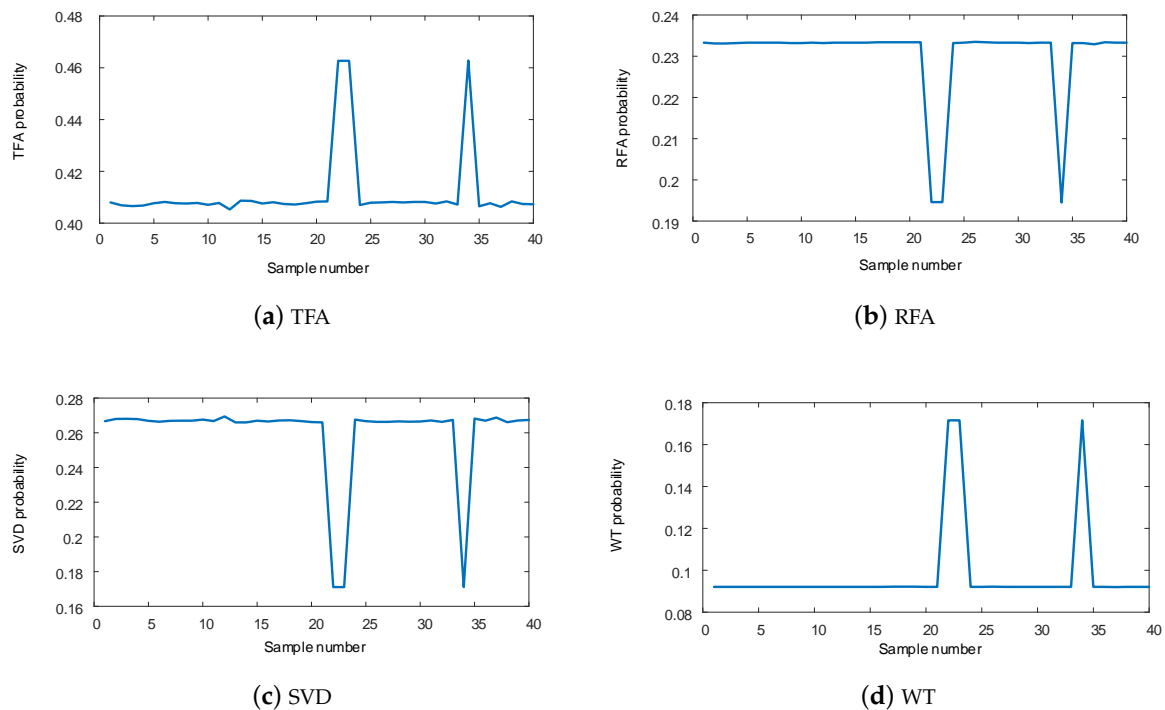 0.48
0.46
0.44
0.42
0.40
TFA probability
0 5 10 15 20 25 30 35 40
Sample number
(a) TFA
0.24
0.23
0.22
0.21
0.2
0.19
RFA probability
0 5 10 15 20 25 30 35 40
Sample number
(b) RFA
0.28
0.26
0.24
0.22
0.2
0.18
0.16
SVD probability
0 5 10 15 20 25 30 35 40
Sample number
(c) SVD
0.18
0.16
0.14
0.12
0.1
0.08
WT probability
0 5 10 15 20 25 30 35 40
Sample number
(d) WT